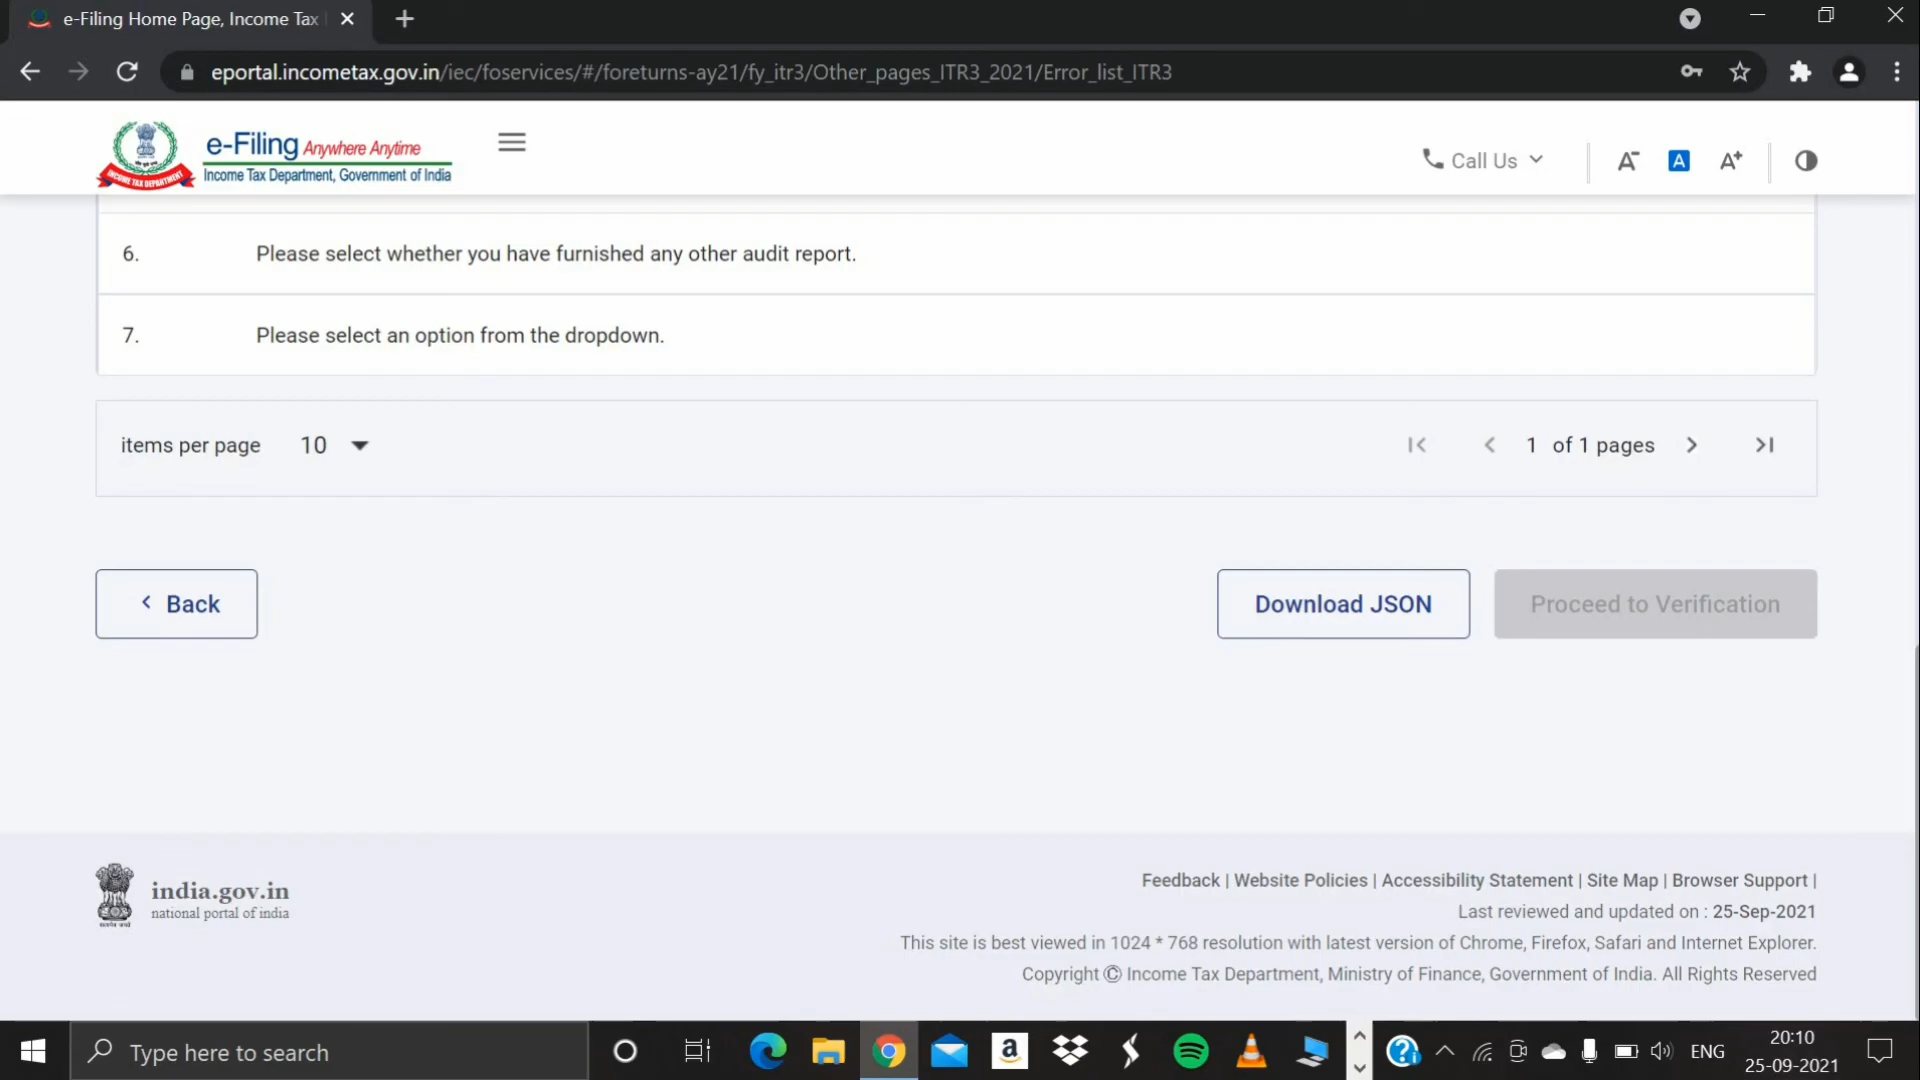 e-Filing Home Page, Income Tax
eportal.incometax.gov.in/iec/foservices/#/foreturns-ay21/fy_itr3/Other_pages_ITR3_2021/Error_list_ITR3
INCOME TAX DEPARTMENT
e-Filing Anywhere Anytime
Income Tax Department, Government of India
Call Us
A- A A+
6. Please select whether you have furnished any other audit report.
7. Please select an option from the dropdown.
items per page 10
1 of 1 pages
Back
Download JSON
Proceed to Verification
india.gov.in
national portal of india
Feedback | Website Policies | Accessibility Statement | Site Map | Browser Support |
Last reviewed and updated on : 25-Sep-2021
This site is best viewed in 1024 * 768 resolution with latest version of Chrome, Firefox, Safari and Internet Explorer.
Copyright © Income Tax Department, Ministry of Finance, Government of India. All Rights Reserved
Type here to search
a
ENG
20:10
25-09-2021